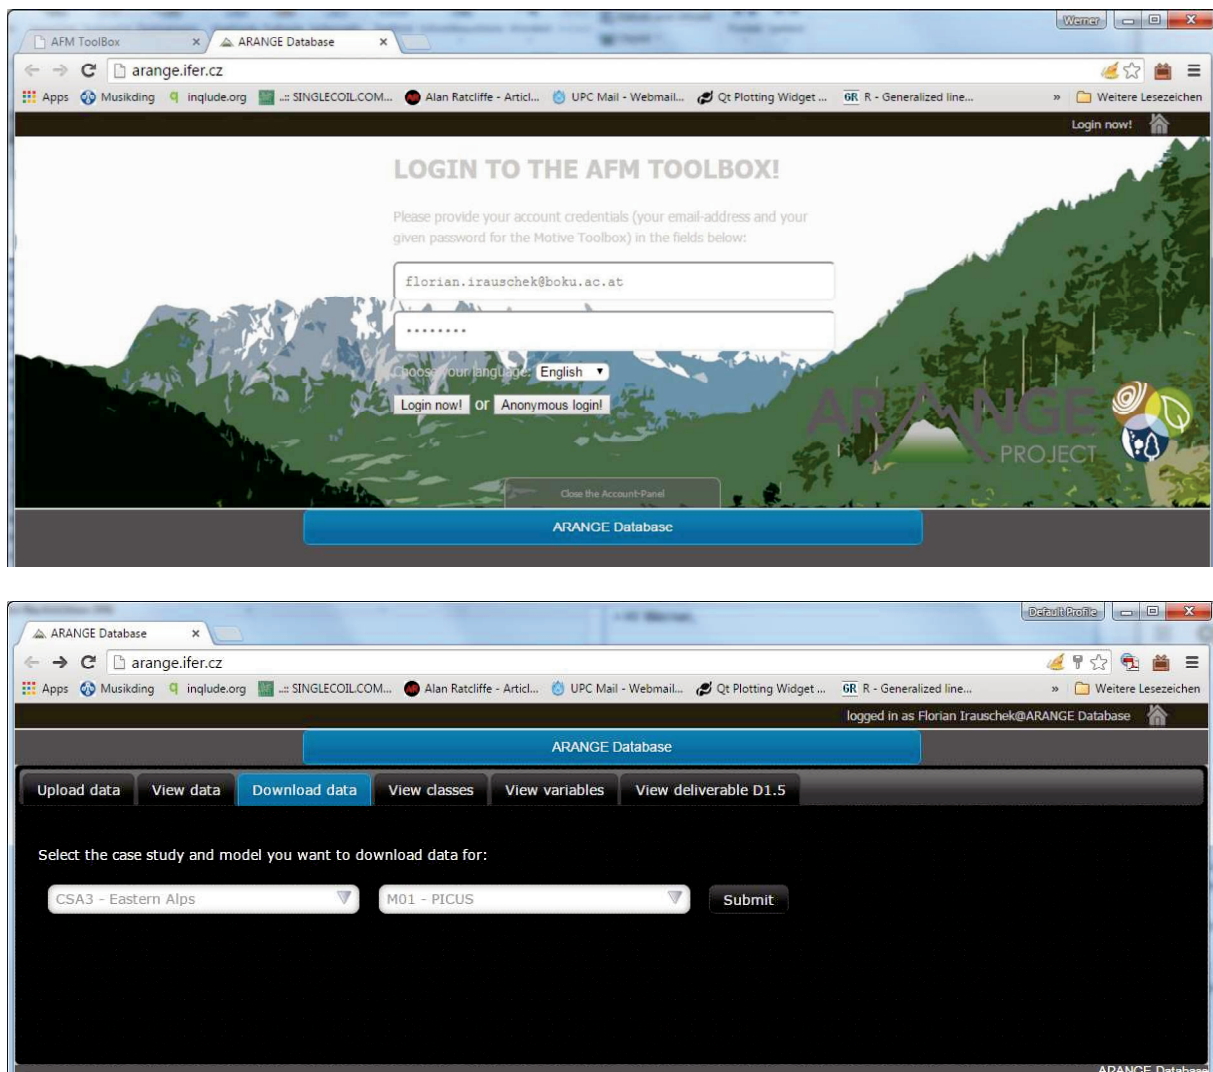 Werner
AFM ToolBox x ARANGE Database x
arange.ifer.cz
Apps Musikding inqlude.org ..:: SINGLECOIL.COM... Alan Ratcliffe - Articl... UPC Mail - Webmail... Qt Plotting Widget ... GR R - Generalized line... » Weitere Lesezeichen
Login now!
LOGIN TO THE AFM TOOLBOX!
Please provide your account credentials (your email-address and your
given password for the Motive Toolbox) in the fields below:
florian.irauschek@boku.ac.at
••••••••
Choose your language: English
Login now! or Anonymous login!
ARANGE
PROJECT
Close the Account-Panel
ARANGE Database
Default Profile
ARANGE Database x
arange.ifer.cz
Apps Musikding inqlude.org ..:: SINGLECOIL.COM... Alan Ratcliffe - Articl... UPC Mail - Webmail... Qt Plotting Widget ... GR R - Generalized line... » Weitere Lesezeichen
logged in as Florian Irauschek@ARANGE Database
ARANGE Database
Upload data View data Download data View classes View variables View deliverable D1.5
Select the case study and model you want to download data for:
CSA3 - Eastern Alps M01 - PICUS Submit
ARANGE Database